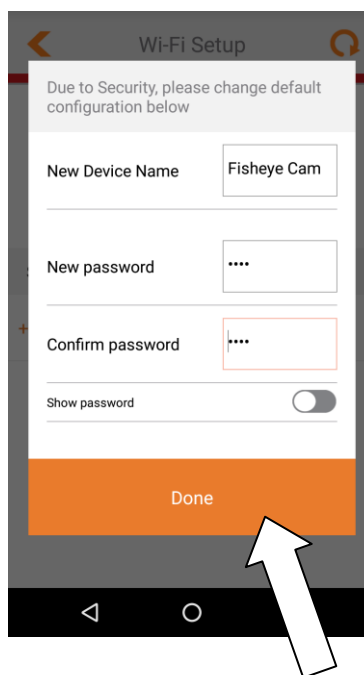 Wi-Fi Setup
Due to Security, please change default
configuration below
New Device Name
Fisheye Cam
New password
••••
Confirm password
••••
Show password
Done